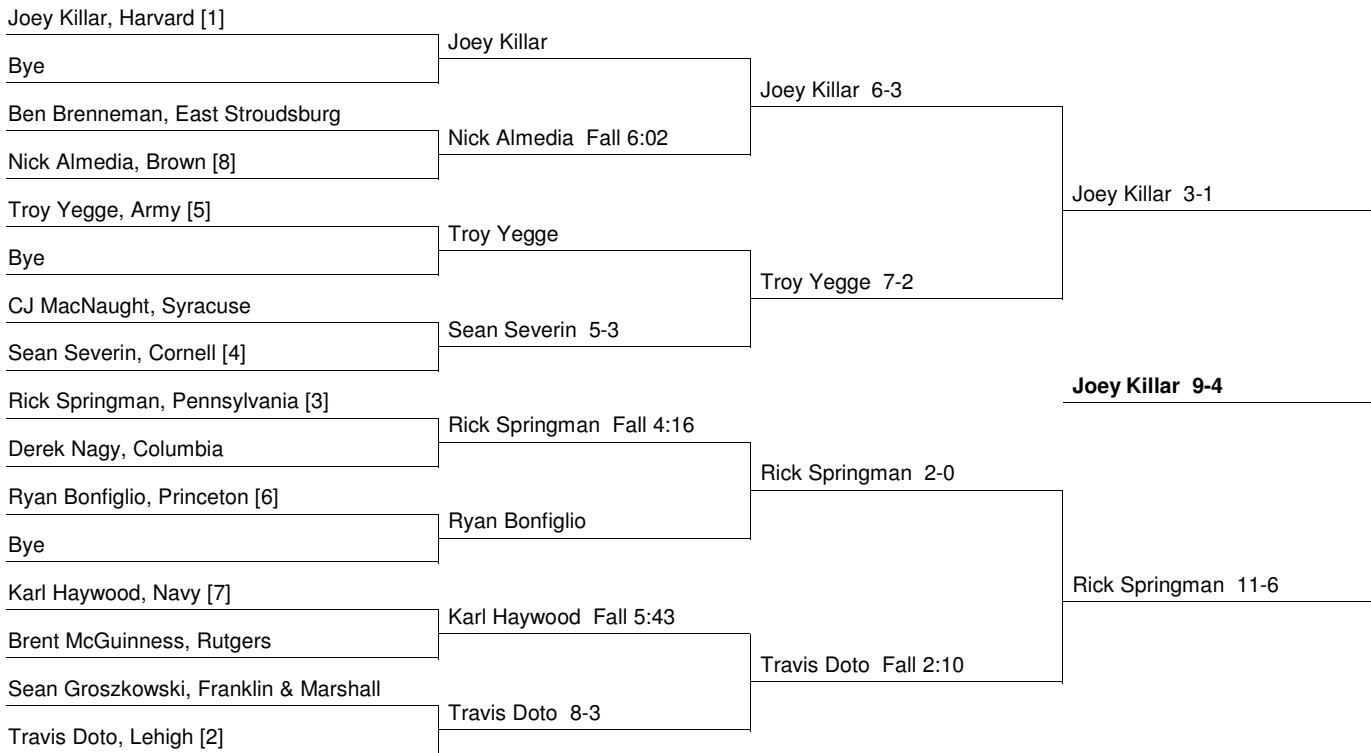 Joey Killar, Harvard [1]
Bye
Ben Brenneman, East Stroudsburg
Nick Almedia, Brown [8]
Troy Yegge, Army [5]
Bye
CJ MacNaught, Syracuse
Sean Severin, Cornell [4]
Rick Springman, Pennsylvania [3]
Derek Nagy, Columbia
Ryan Bonfiglio, Princeton [6]
Bye
Karl Haywood, Navy [7]
Brent McGuinness, Rutgers
Sean Groszkowski, Franklin & Marshall
Travis Doto, Lehigh [2]
Joey Killar
Nick Almedia Fall 6:02
Troy Yegge
Sean Severin 5-3
Rick Springman Fall 4:16
Ryan Bonfiglio
Karl Haywood Fall 5:43
Travis Doto 8-3
Joey Killar 6-3
Troy Yegge 7-2
Rick Springman 2-0
Travis Doto Fall 2:10
Joey Killar 3-1
Joey Killar 9-4
Rick Springman 11-6